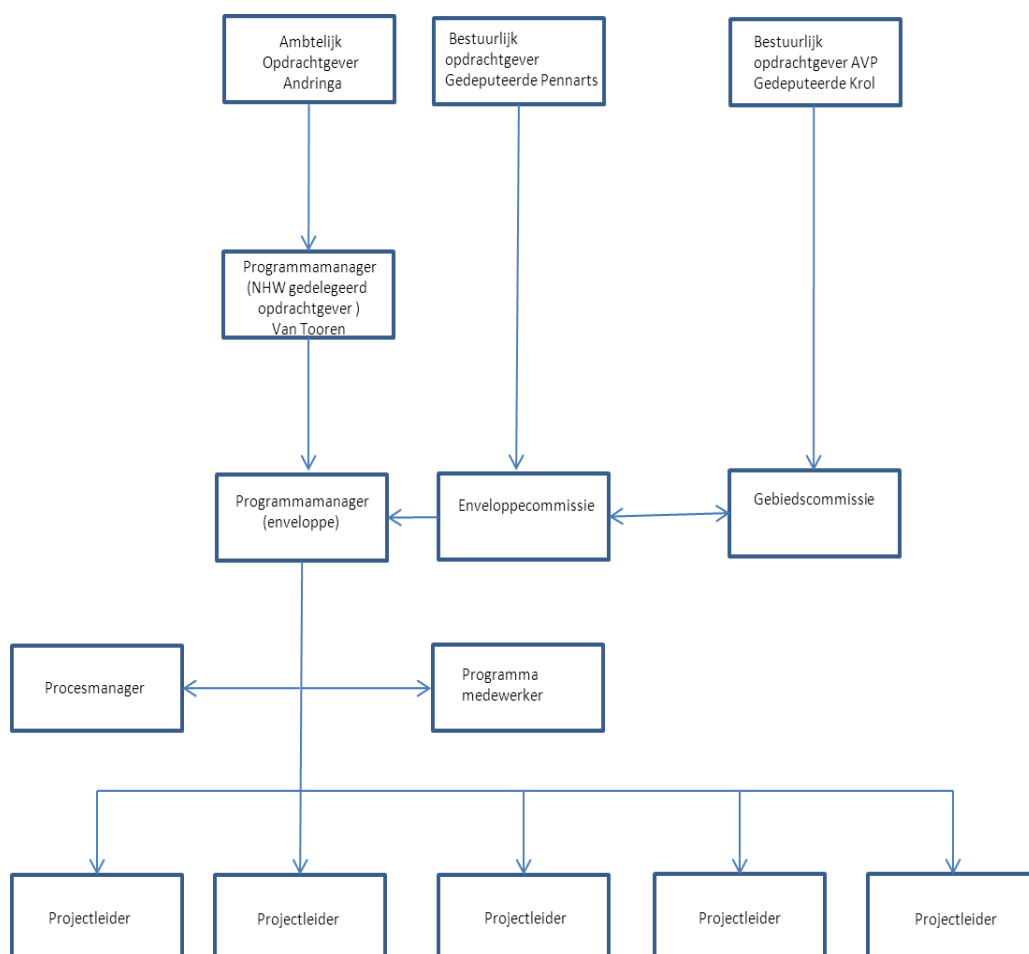 Ambtelijk
Opdrachtgever
Andringa
Bestuurlijk
opdrachtgever
Gedeputeerde Pennarts
Bestuurlijk
opdrachtgever AVP
Gedeputeerde Krol
Programmamanager
(NHW gedelegeerd
opdrachtgever )
Van Tooren
Programmamanager
(enveloppe)
Enveloppecommissie
Gebiedscommissie
Procesmanager
Programma
medewerker
Projectleider
Projectleider
Projectleider
Projectleider
Projectleider